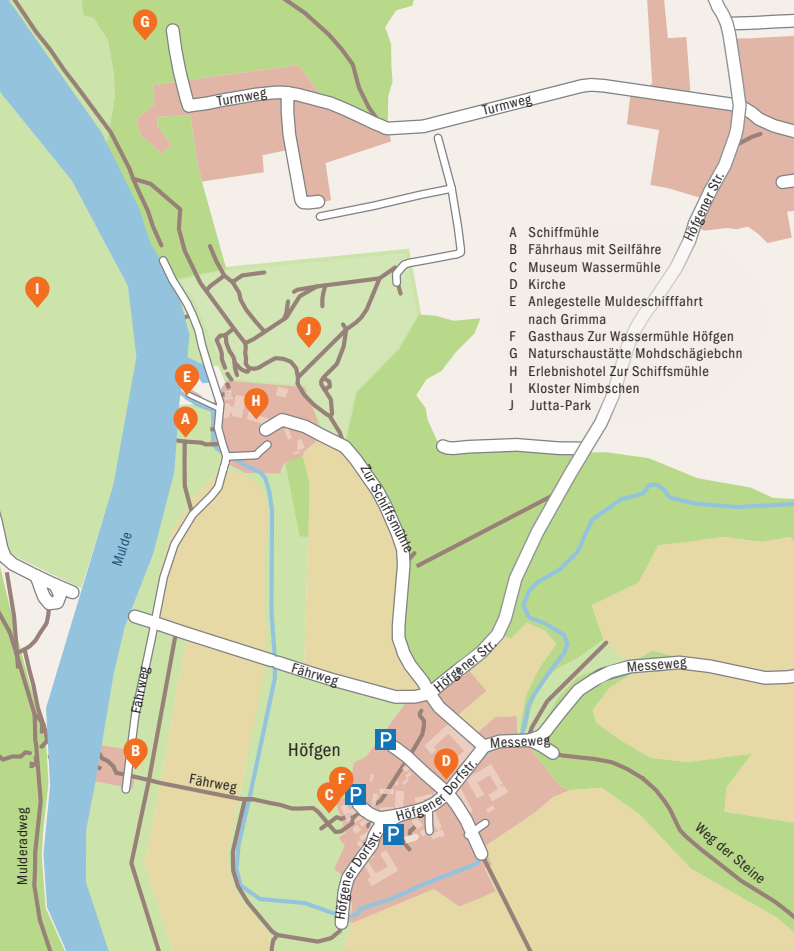 G
Turmweg
Turmweg
Höfgener Str.
A Schiffmühle
B Fährhaus mit Seilfähre
C Museum Wassermühle
D Kirche
E Anlegestelle Muldeschifffahrt
nach Grimma
F Gasthaus Zur Wassermühle Höfgen
G Naturschaustätte Mohdschägiebchn
H Erlebnishotel Zur Schiffsmühle
I Kloster Nimbschen
J Jutta-Park
I
J
E
H
A
Zur Schiffsmühle
Mulde
Fährweg
Höfgener Str.
Messeweg
Fährweg
Messeweg
P
Höfgen
B
D
F
C
P
Fährweg
Höfgener Dorfstr.
P
Mulderadweg
Höfgener Dorfstr.
Weg der Steine